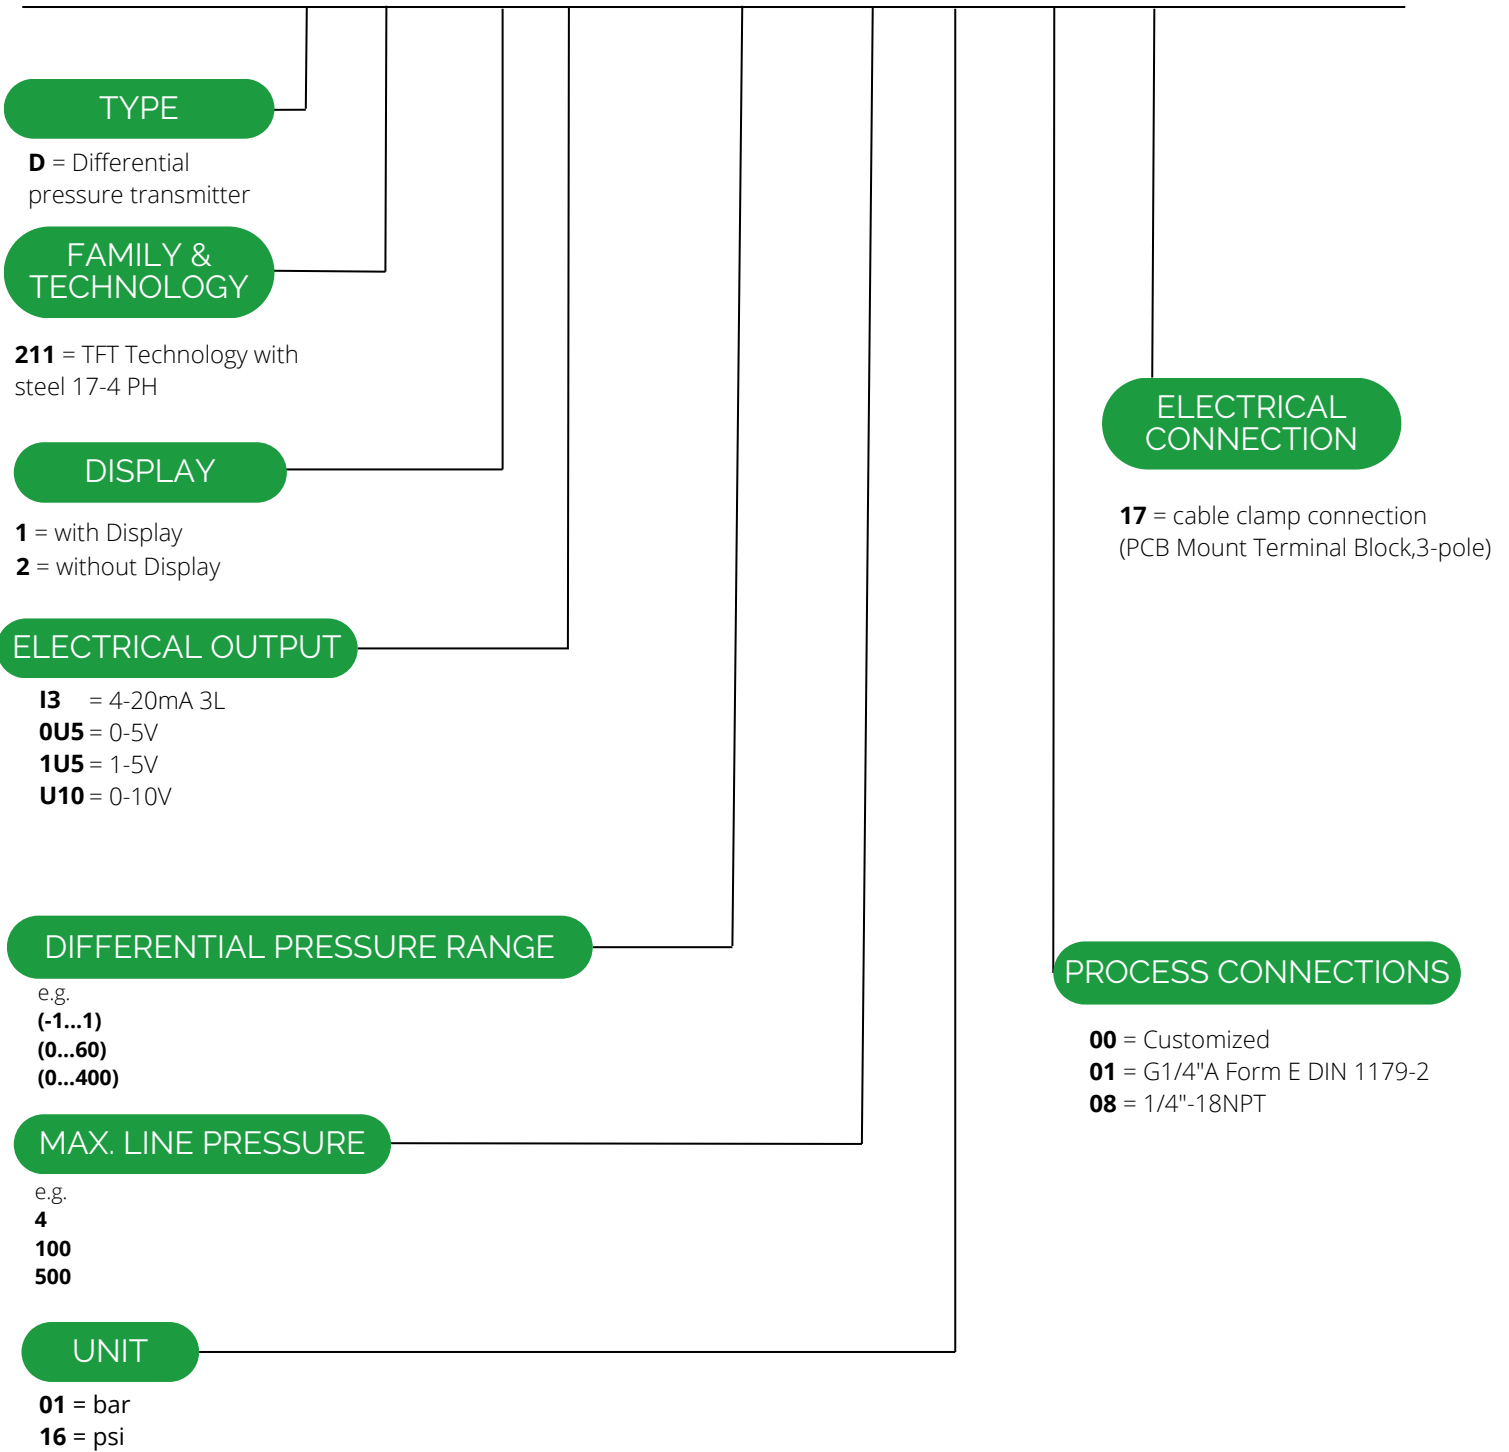 TYPE
D = Differential
pressure transmitter
FAMILY &
TECHNOLOGY
211 = TFT Technology with
steel 17-4 PH
DISPLAY
1 = with Display
2 = without Display
ELECTRICAL OUTPUT
I3 = 4-20mA 3L
0U5 = 0-5V
1U5 = 1-5V
U10 = 0-10V
DIFFERENTIAL PRESSURE RANGE
e.g.
(-1...1)
(0...60)
(0...400)
MAX. LINE PRESSURE
e.g.
4
100
500
UNIT
01 = bar
16 = psi
ELECTRICAL
CONNECTION
17 = cable clamp connection
(PCB Mount Terminal Block,3-pole)
PROCESS CONNECTIONS
00 = Customized
01 = G1/4"A Form E DIN 1179-2
08 = 1/4"-18NPT